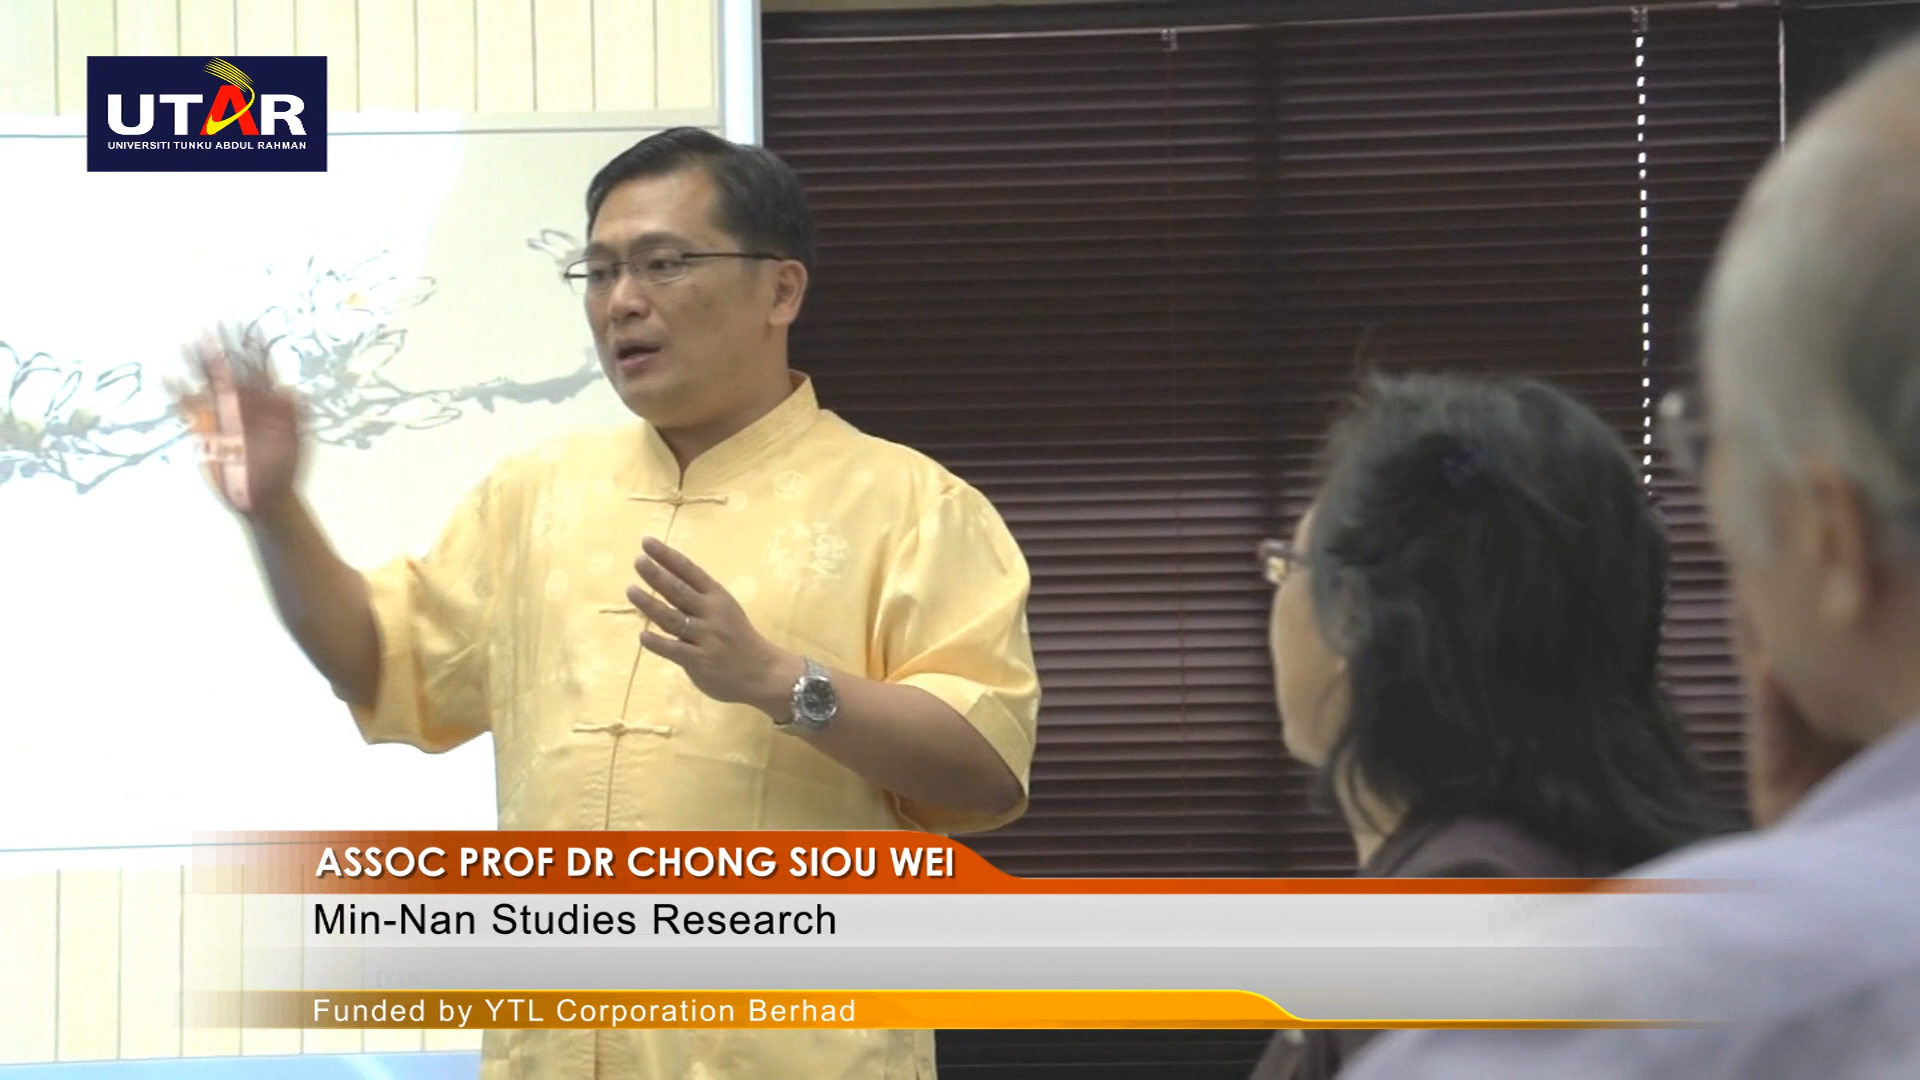 UTAR
UNIVERSITI TUNKU ABDUL RAHMAN
ASSOC PROF DR CHONG SIOU WEI
Min-Nan Studies Research
Funded by YTL Corporation Berhad